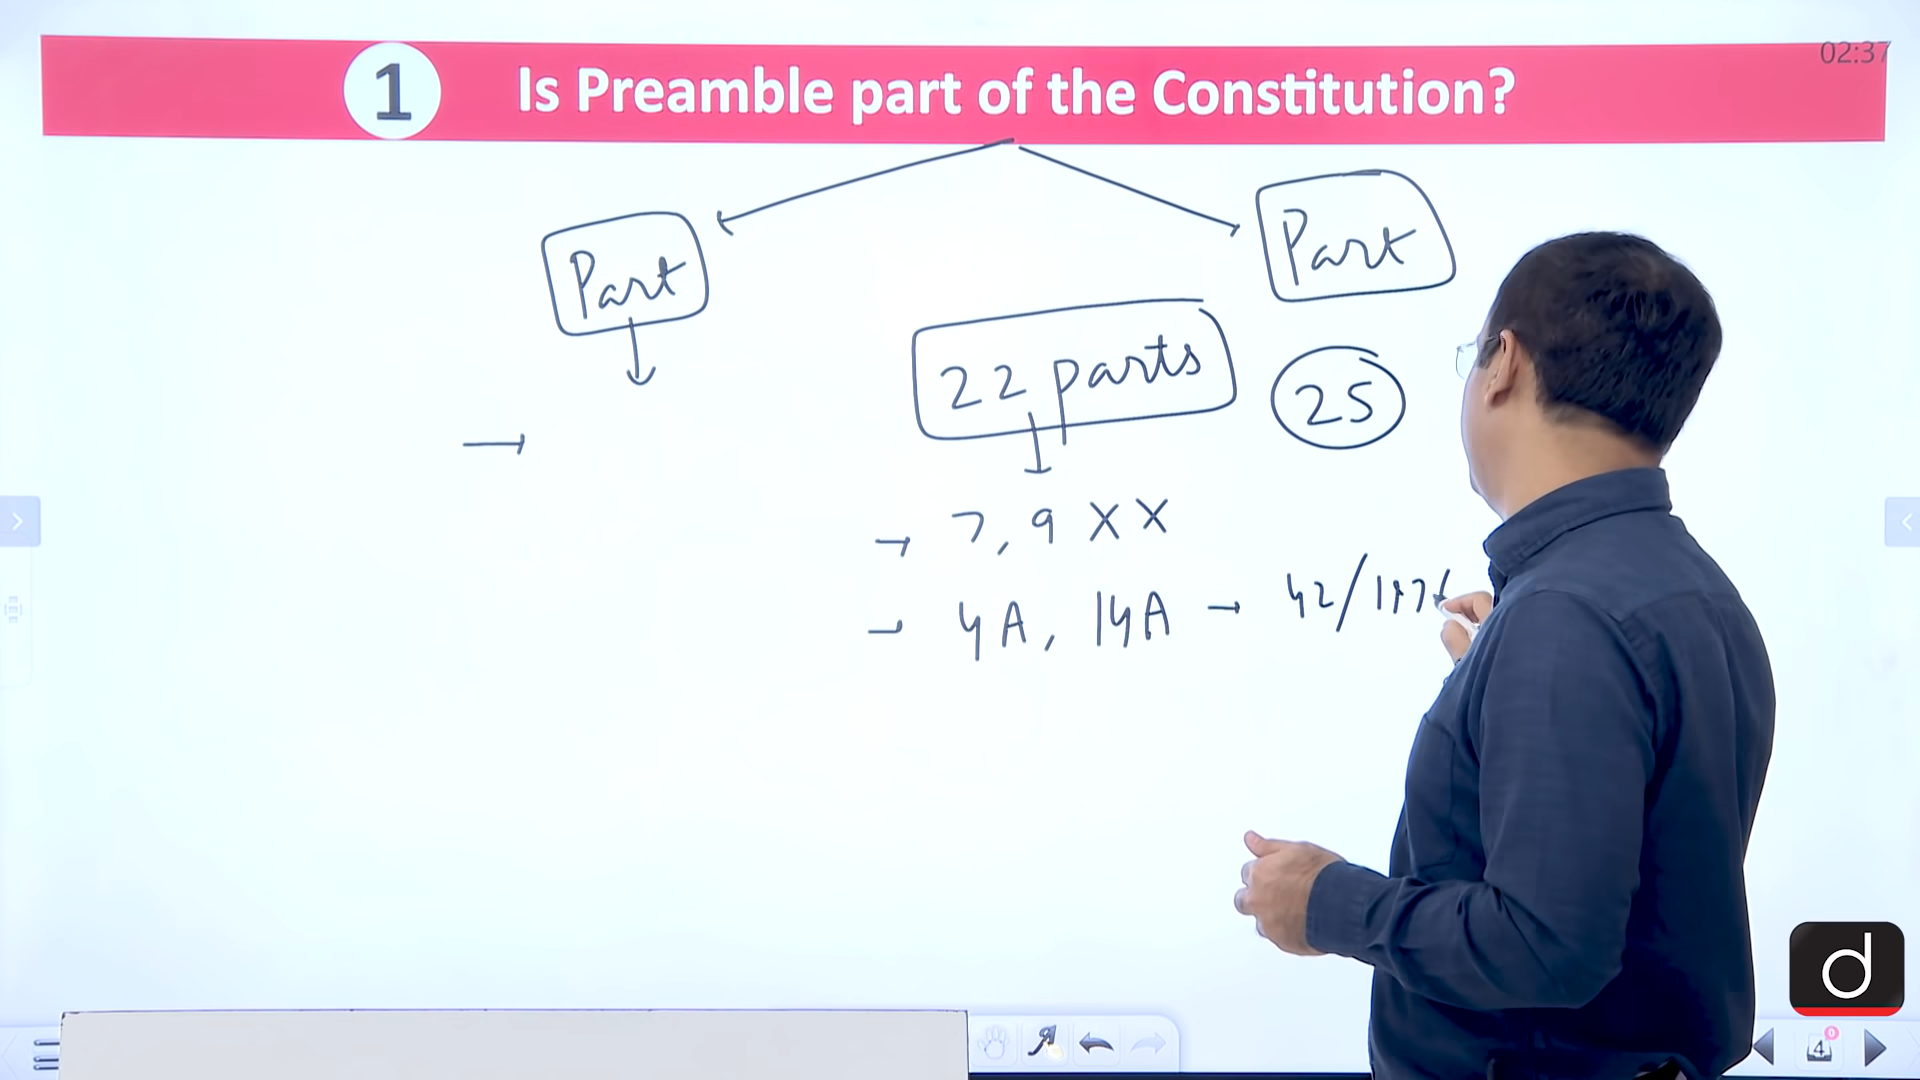 02:37
1 Is Preamble part of the Constitution?
Part
Part
22 parts
25
→
→ 7, 9 X X
→ 4A, 14A → 42/1976
d
4
0